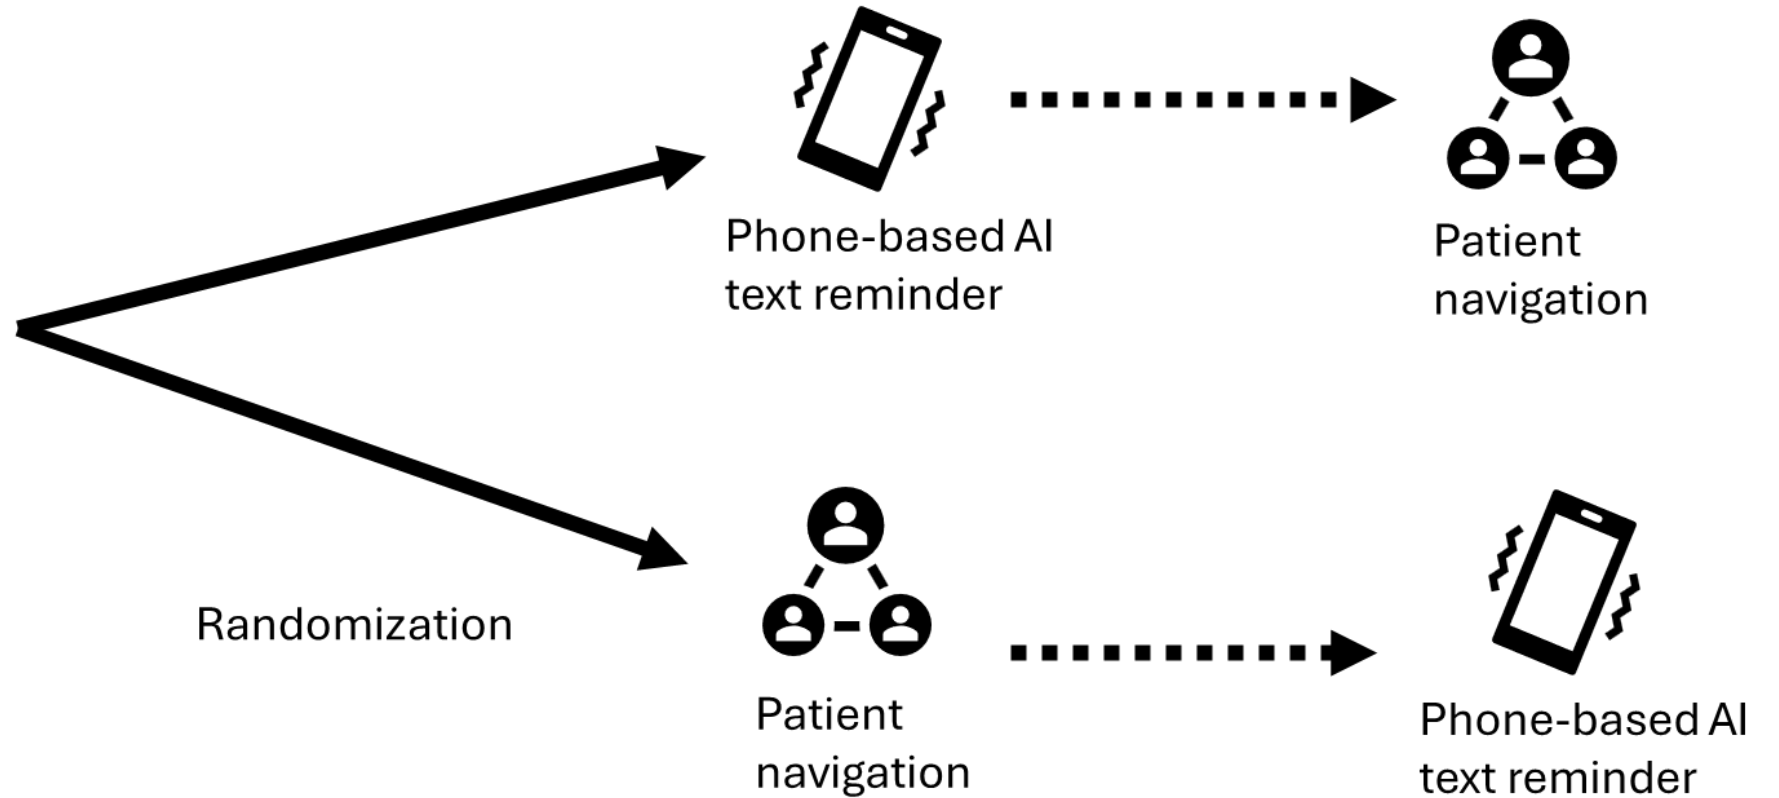 Phone-based AI
text reminder
Patient
navigation
Randomization
Patient
navigation
Phone-based AI
text reminder